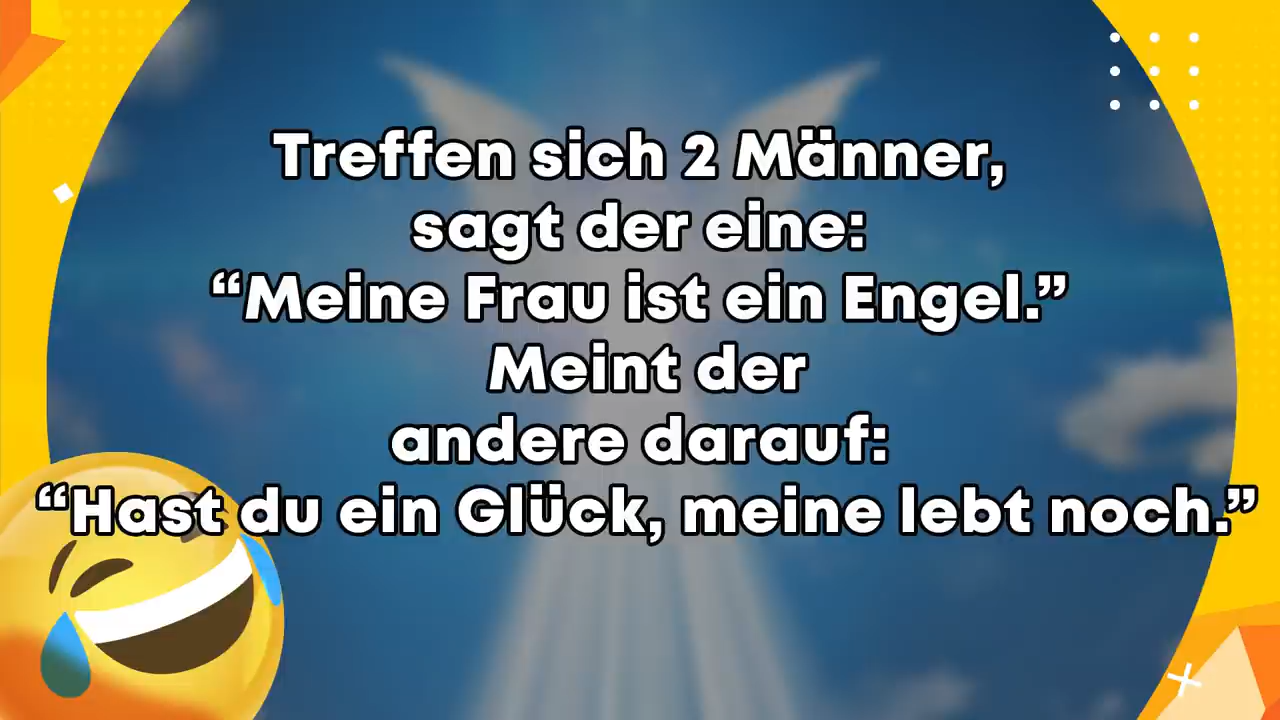 Treffen sich 2 Männer,
sagt der eine:
“Meine Frau ist ein Engel.”
Meint der
andere darauf:
“Hast du ein Glück, meine lebt noch.”